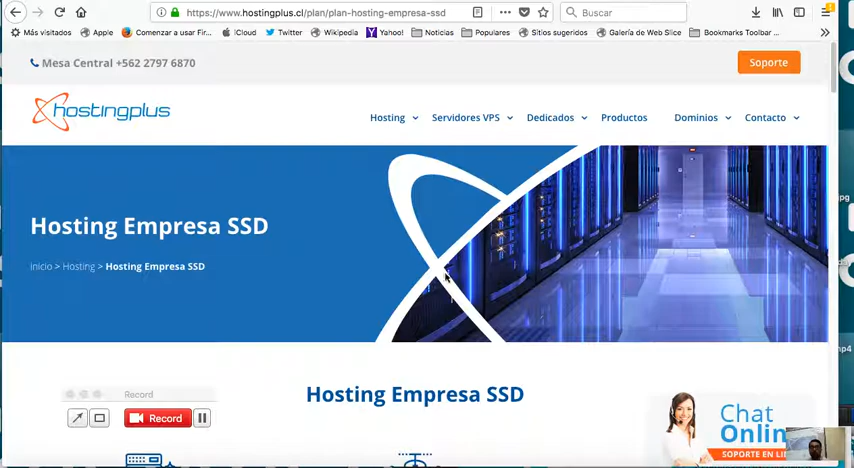 https://www.hostingplus.cl/plan/plan-hosting-empresa-ssd
Buscar
Más visitados
Apple
Comenzar a usar Fir...
iCloud
Twitter
Wikipedia
Yahoo!
Noticias
Populares
Sitios sugeridos
Galería de Web Slice
Bookmarks Toolbar ...
Mesa Central +562 2797 6870
Soporte
hostingplus
Hosting
Servidores VPS
Dedicados
Productos
Dominios
Contacto
Hosting Empresa SSD
Inicio > Hosting > Hosting Empresa SSD
Record
Record
Hosting Empresa SSD
Chat
Onlin
SOPORTE EN LI
mp4